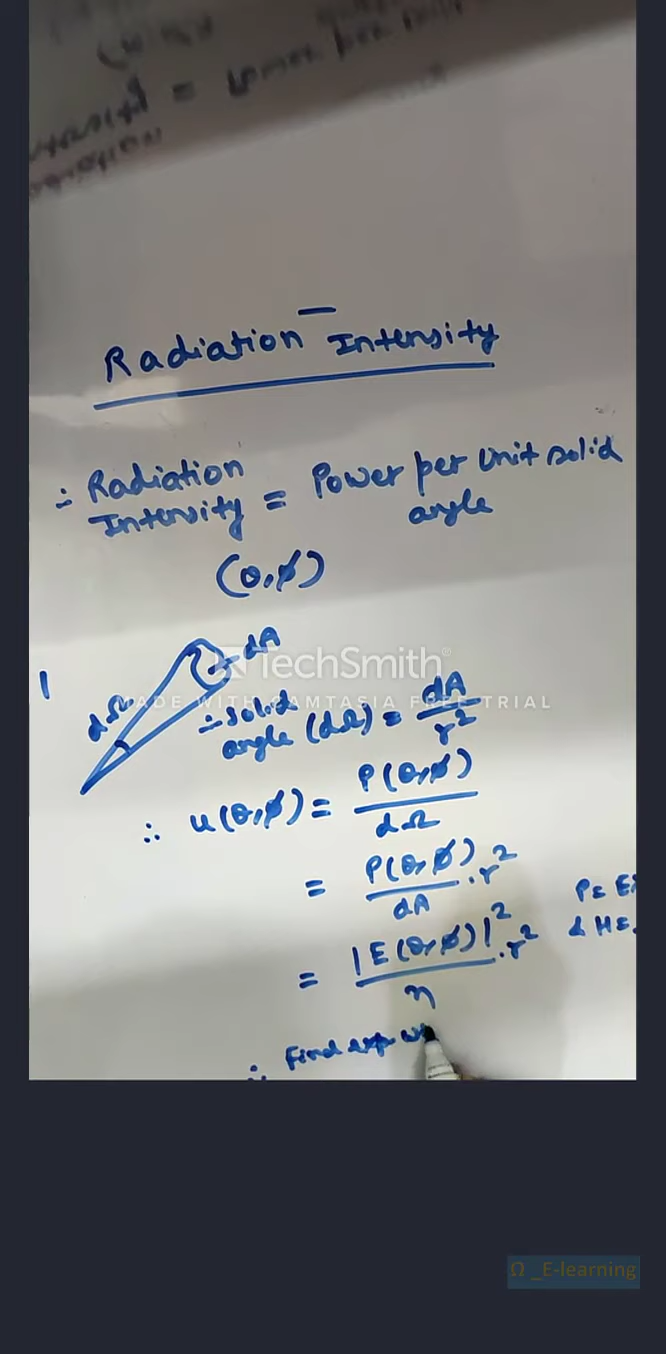 Radiation Intensity
∴ Radiation Intensity = Power per Unit solid angle
(θ,ϕ)
dA
TechSmith®
MADE WITH CAMTASIA FREE TRIAL
dΩ
∴ solid angle (dΩ) = dA / r²
∴ u(θ,ϕ) = P(θ,ϕ) / dΩ
= P(θ,ϕ) / dA . r²
P = E
= |E(θ,ϕ)|² / η . r²
& H =
∴ Find
Ω _E-learning